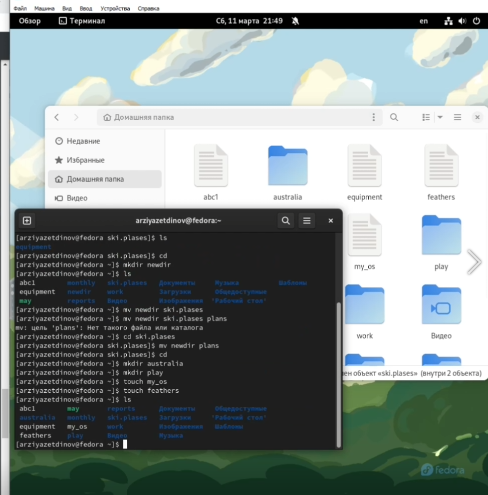 Файл Машина Вид Ввод Устройства Справка
Обзор Терминал Сб, 11 марта 21:49 en
Домашняя папка
Недавние
Избранные
Домашняя папка
Видео
abc1 australia equipment feathers
my_os play
work Видео
ен объект «ski.plases» (внутри 2 объекта)
arziyazetdinov@fedora:~
[arziyazetdinov@fedora ski.plases]$ ls
equipment
[arziyazetdinov@fedora ski.plases]$ cd
[arziyazetdinov@fedora ~]$ mkdir newdir
[arziyazetdinov@fedora ~]$ ls
abc1 monthly ski.plases Документы Музыка Шаблоны
equipment newdir work Загрузки Общедоступные
may reports Видео Изображения 'Рабочий стол'
[arziyazetdinov@fedora ~]$ mv newdir ski.plases
[arziyazetdinov@fedora ~]$ mv newdir ski.plases plans
mv: цель 'plans': Нет такого файла или каталога
[arziyazetdinov@fedora ~]$ cd ski.plases
[arziyazetdinov@fedora ski.plases]$ mv newdir plans
[arziyazetdinov@fedora ski.plases]$ cd
[arziyazetdinov@fedora ~]$ mkdir australia
[arziyazetdinov@fedora ~]$ mkdir play
[arziyazetdinov@fedora ~]$ touch my_os
[arziyazetdinov@fedora ~]$ touch feathers
[arziyazetdinov@fedora ~]$ ls
abc1 may reports Документы Общедоступные
australia monthly ski.plases Загрузки 'Рабочий стол'
equipment my_os work Изображения Шаблоны
feathers play Видео Музыка
[arziyazetdinov@fedora ~]$
fedora